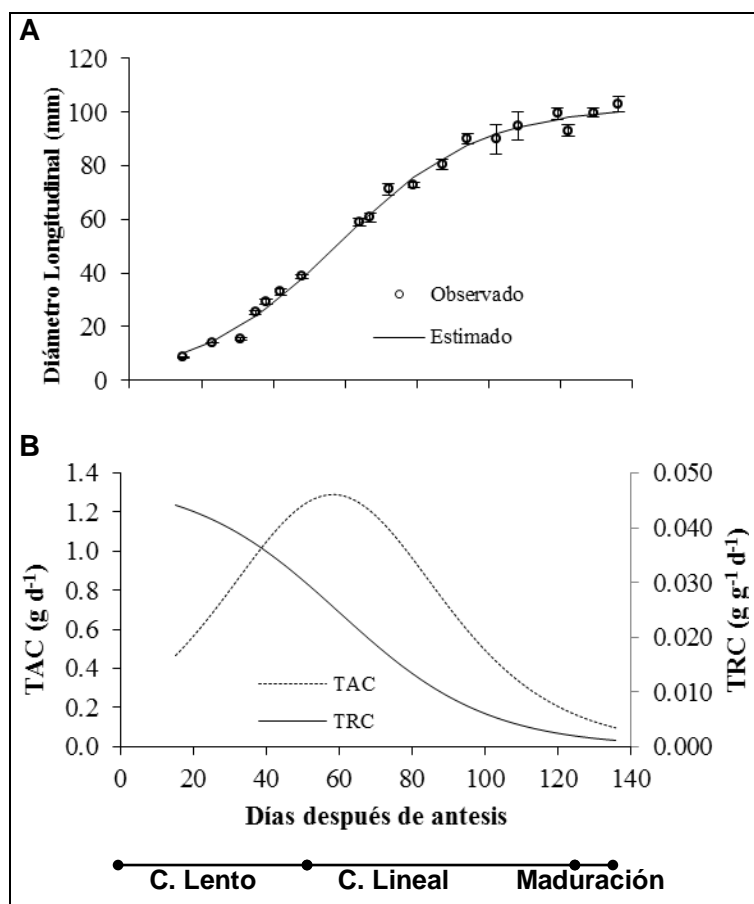 A
Diámetro Longitudinal (mm)
120
100
80
60
40
20
0
Observado
Estimado
B
TAC (g d-1)
1.4
1.2
1.0
0.8
0.6
0.4
0.2
0.0
TAC
TRC
0.050
0.040
0.030
0.020
0.010
0.000
TRC (g g-1 d-1)
0 20 40 60 80 100 120 140
Días después de antesis
C. Lento C. Lineal Maduración